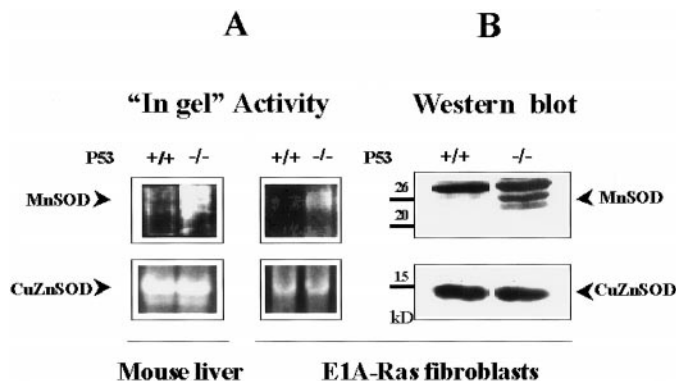 A B
“In gel” Activity Western blot
P53 +/+ -/- +/+ -/- P53 +/+ -/-
MnSOD 26 MnSOD
20
CuZnSOD 15 CuZnSOD
kD
Mouse liver E1A-Ras fibroblasts